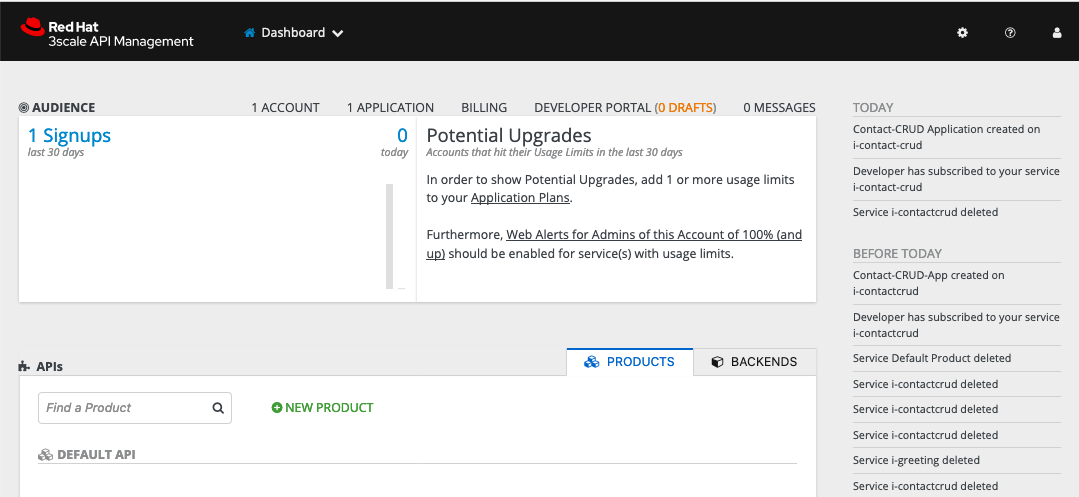 Red Hat
3scale API Management
Dashboard
AUDIENCE
1 ACCOUNT
1 APPLICATION
BILLING
DEVELOPER PORTAL (0 DRAFTS)
0 MESSAGES
1 Signups
last 30 days
0
today
Potential Upgrades
Accounts that hit their Usage Limits in the last 30 days
In order to show Potential Upgrades, add 1 or more usage limits
to your Application Plans.
Furthermore, Web Alerts for Admins of this Account of 100% (and
up) should be enabled for service(s) with usage limits.
APIs
PRODUCTS
BACKENDS
Find a Product
NEW PRODUCT
DEFAULT API
TODAY
Contact-CRUD Application created on
i-contact-crud
Developer has subscribed to your service
i-contact-crud
Service i-contactcrud deleted
BEFORE TODAY
Contact-CRUD-App created on
i-contactcrud
Developer has subscribed to your service
i-contactcrud
Service Default Product deleted
Service i-contactcrud deleted
Service i-contactcrud deleted
Service i-contactcrud deleted
Service i-greeting deleted
Service i-contactcrud deleted